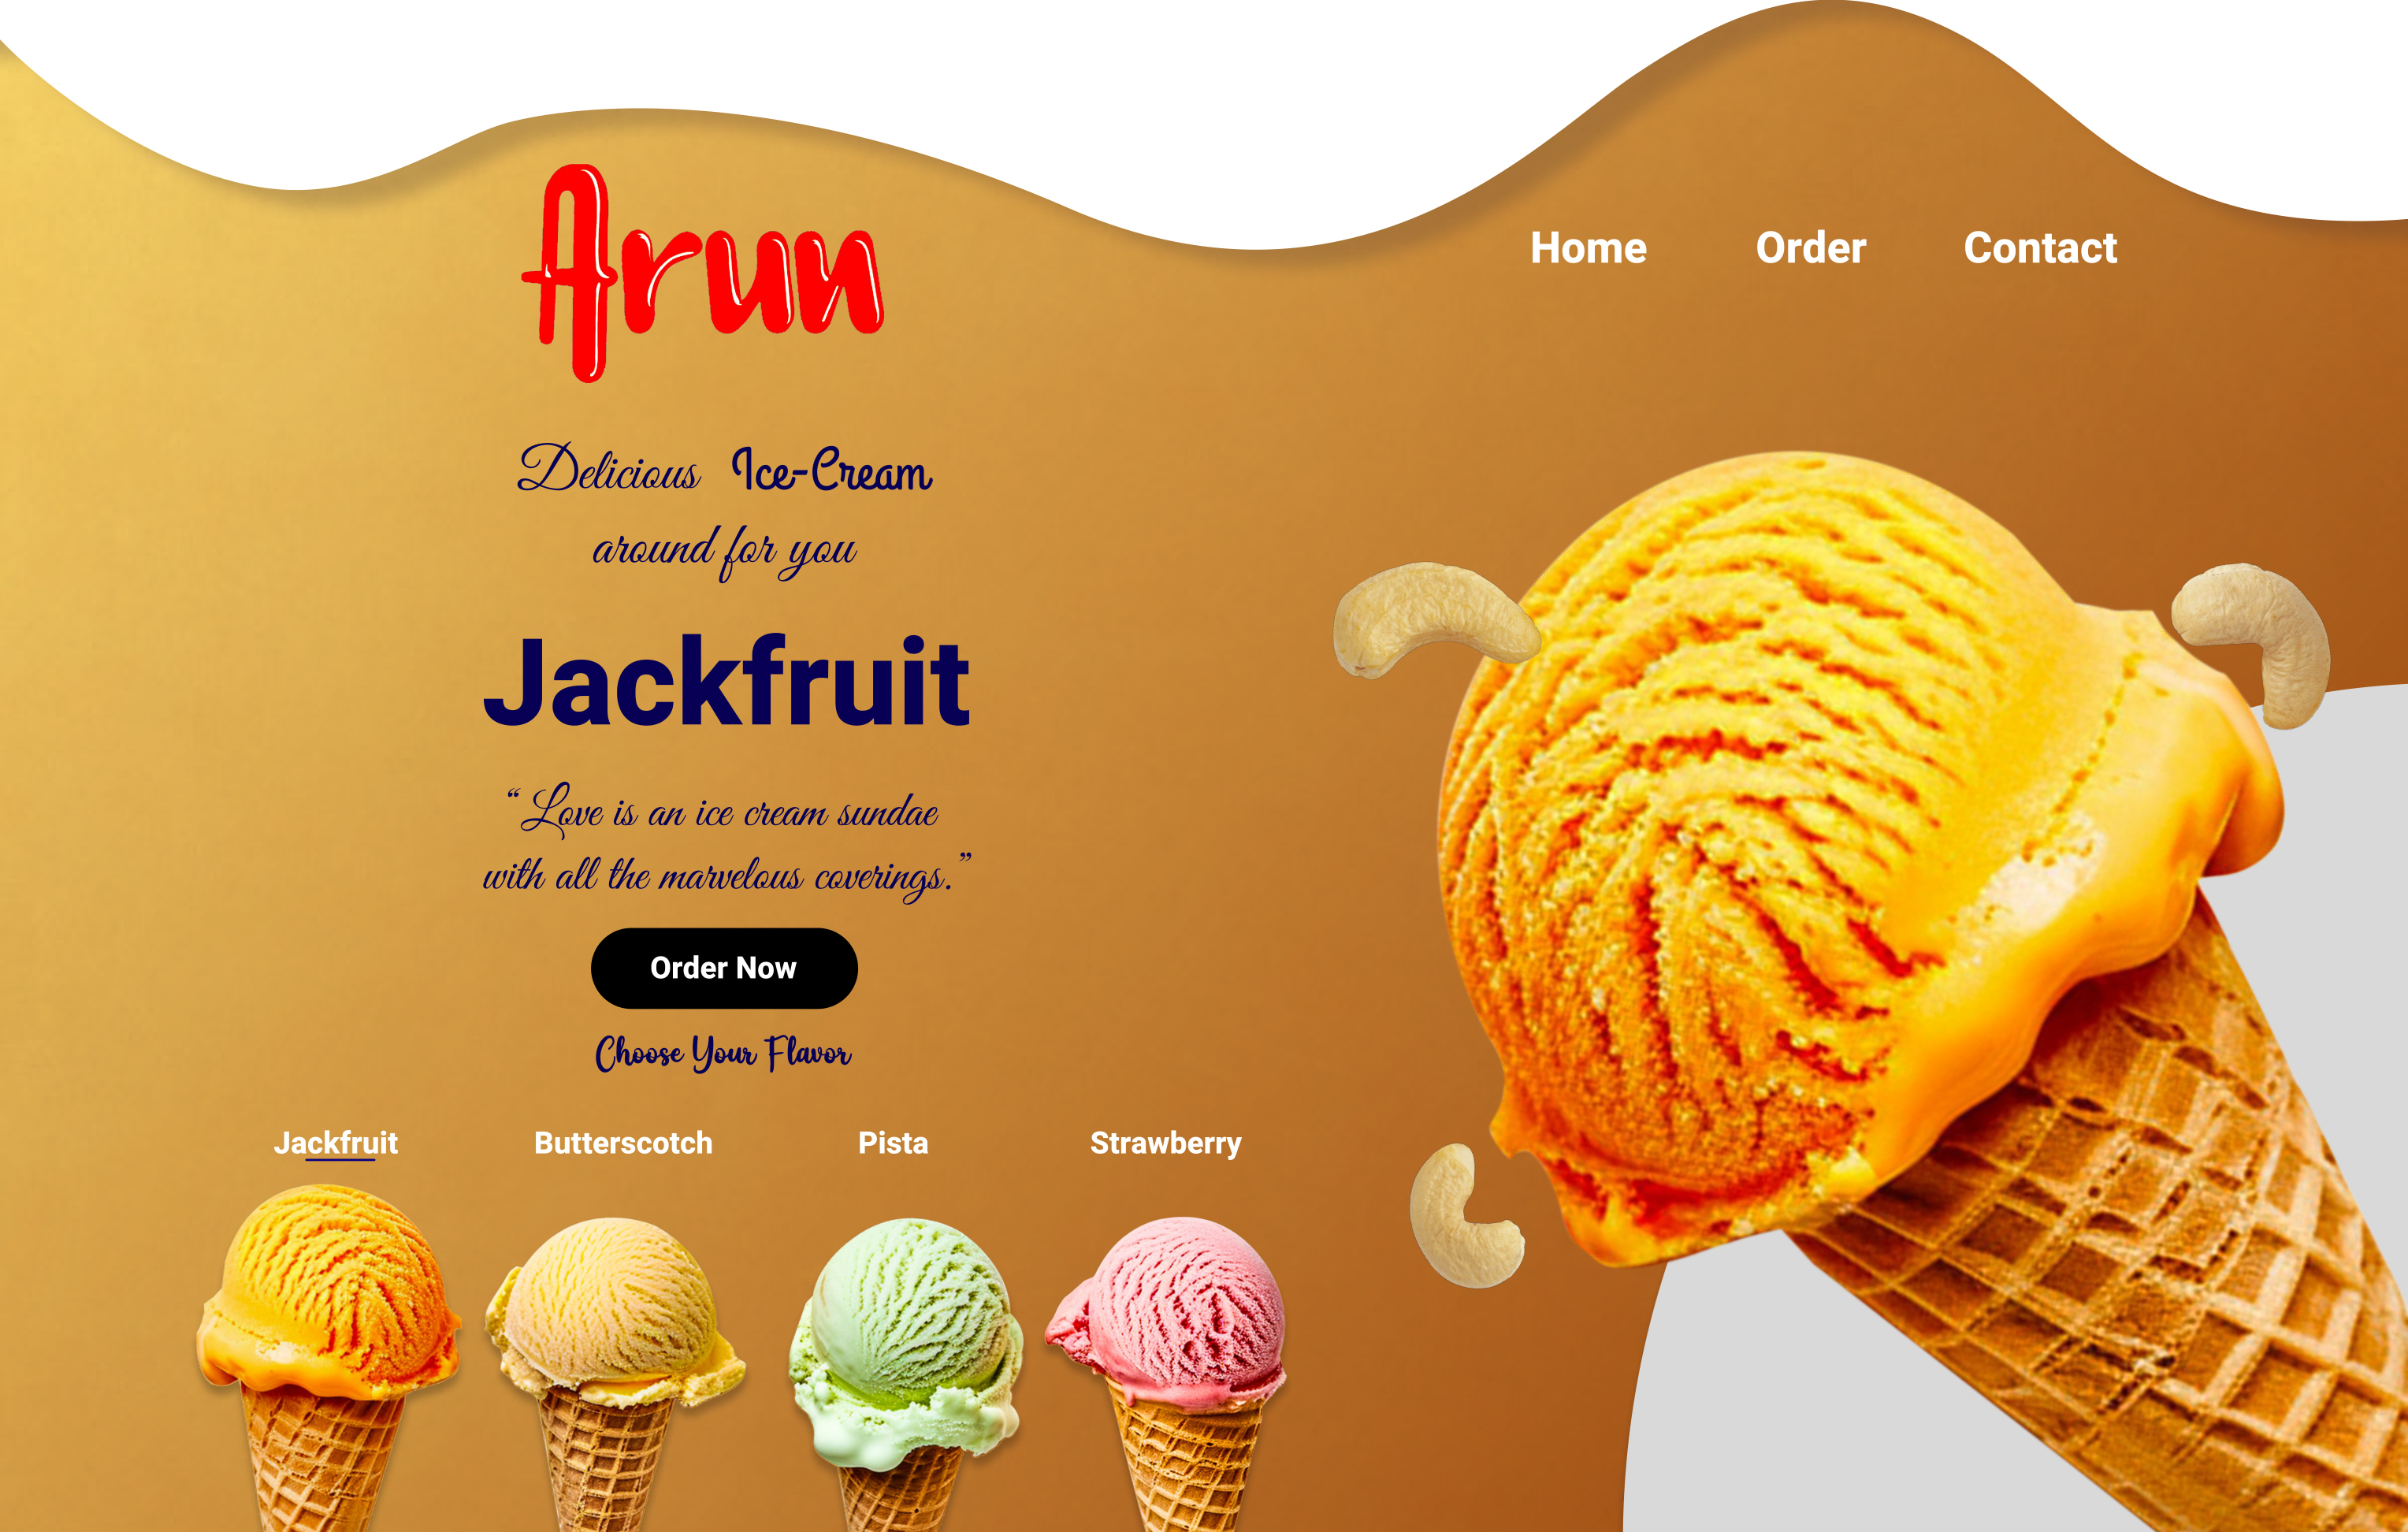 Arun
Home Order Contact
Delicious Ice-Cream
around for you
Jackfruit
“ Love is an ice cream sundae
with all the marvelous coverings.”
Order Now
Choose Your Flavor
Jackfruit Butterscotch Pista Strawberry